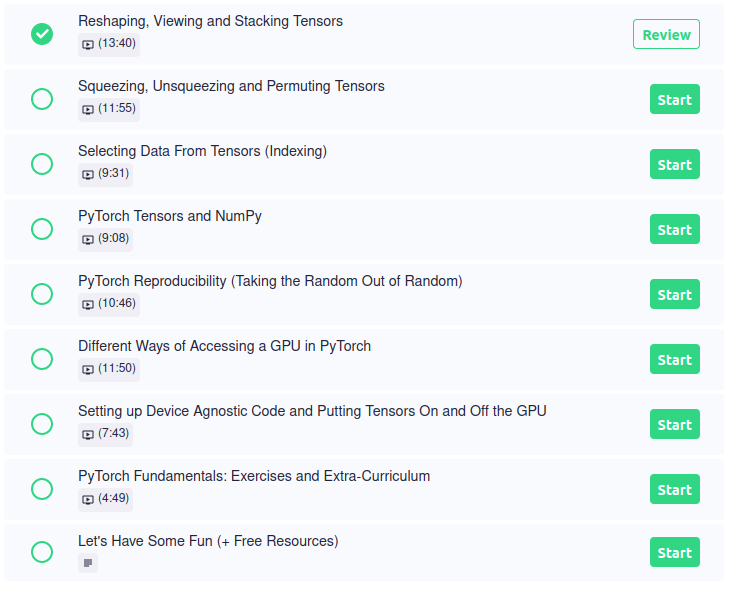 Reshaping, Viewing and Stacking Tensors
(13:40)
Review
Squeezing, Unsqueezing and Permuting Tensors
(11:55)
Start
Selecting Data From Tensors (Indexing)
(9:31)
Start
PyTorch Tensors and NumPy
(9:08)
Start
PyTorch Reproducibility (Taking the Random Out of Random)
(10:46)
Start
Different Ways of Accessing a GPU in PyTorch
(11:50)
Start
Setting up Device Agnostic Code and Putting Tensors On and Off the GPU
(7:43)
Start
PyTorch Fundamentals: Exercises and Extra-Curriculum
(4:49)
Start
Let's Have Some Fun (+ Free Resources)
Start